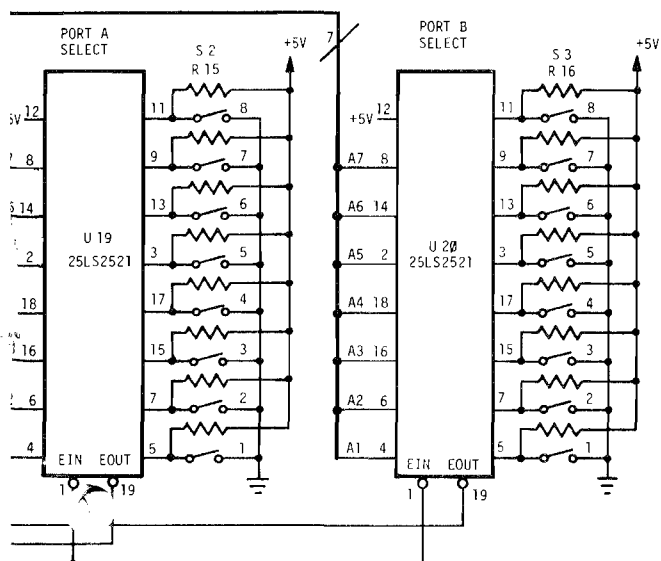 PORT A
SELECT
S 2
R 15
+5V
7
PORT B
SELECT
S 3
R 16
+5V
5V 12
8
14
2
18
16
6
4
U 19
25LS2521
11
9
13
3
17
15
7
5
8
7
6
5
4
3
2
1
EIN EOUT
1 19
+5V 12
A7 8
A6 14
A5 2
A4 18
A3 16
A2 6
A1 4
U 20
25LS2521
11
9
13
3
17
15
7
5
8
7
6
5
4
3
2
1
EIN EOUT
1 19